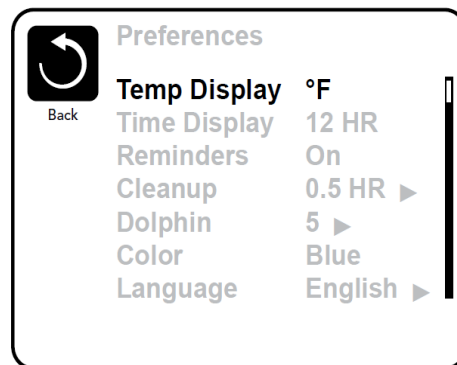 Preferences
Back
Temp Display °F
Time Display 12 HR
Reminders On
Cleanup 0.5 HR ▶
Dolphin 5 ▶
Color Blue
Language English ▶